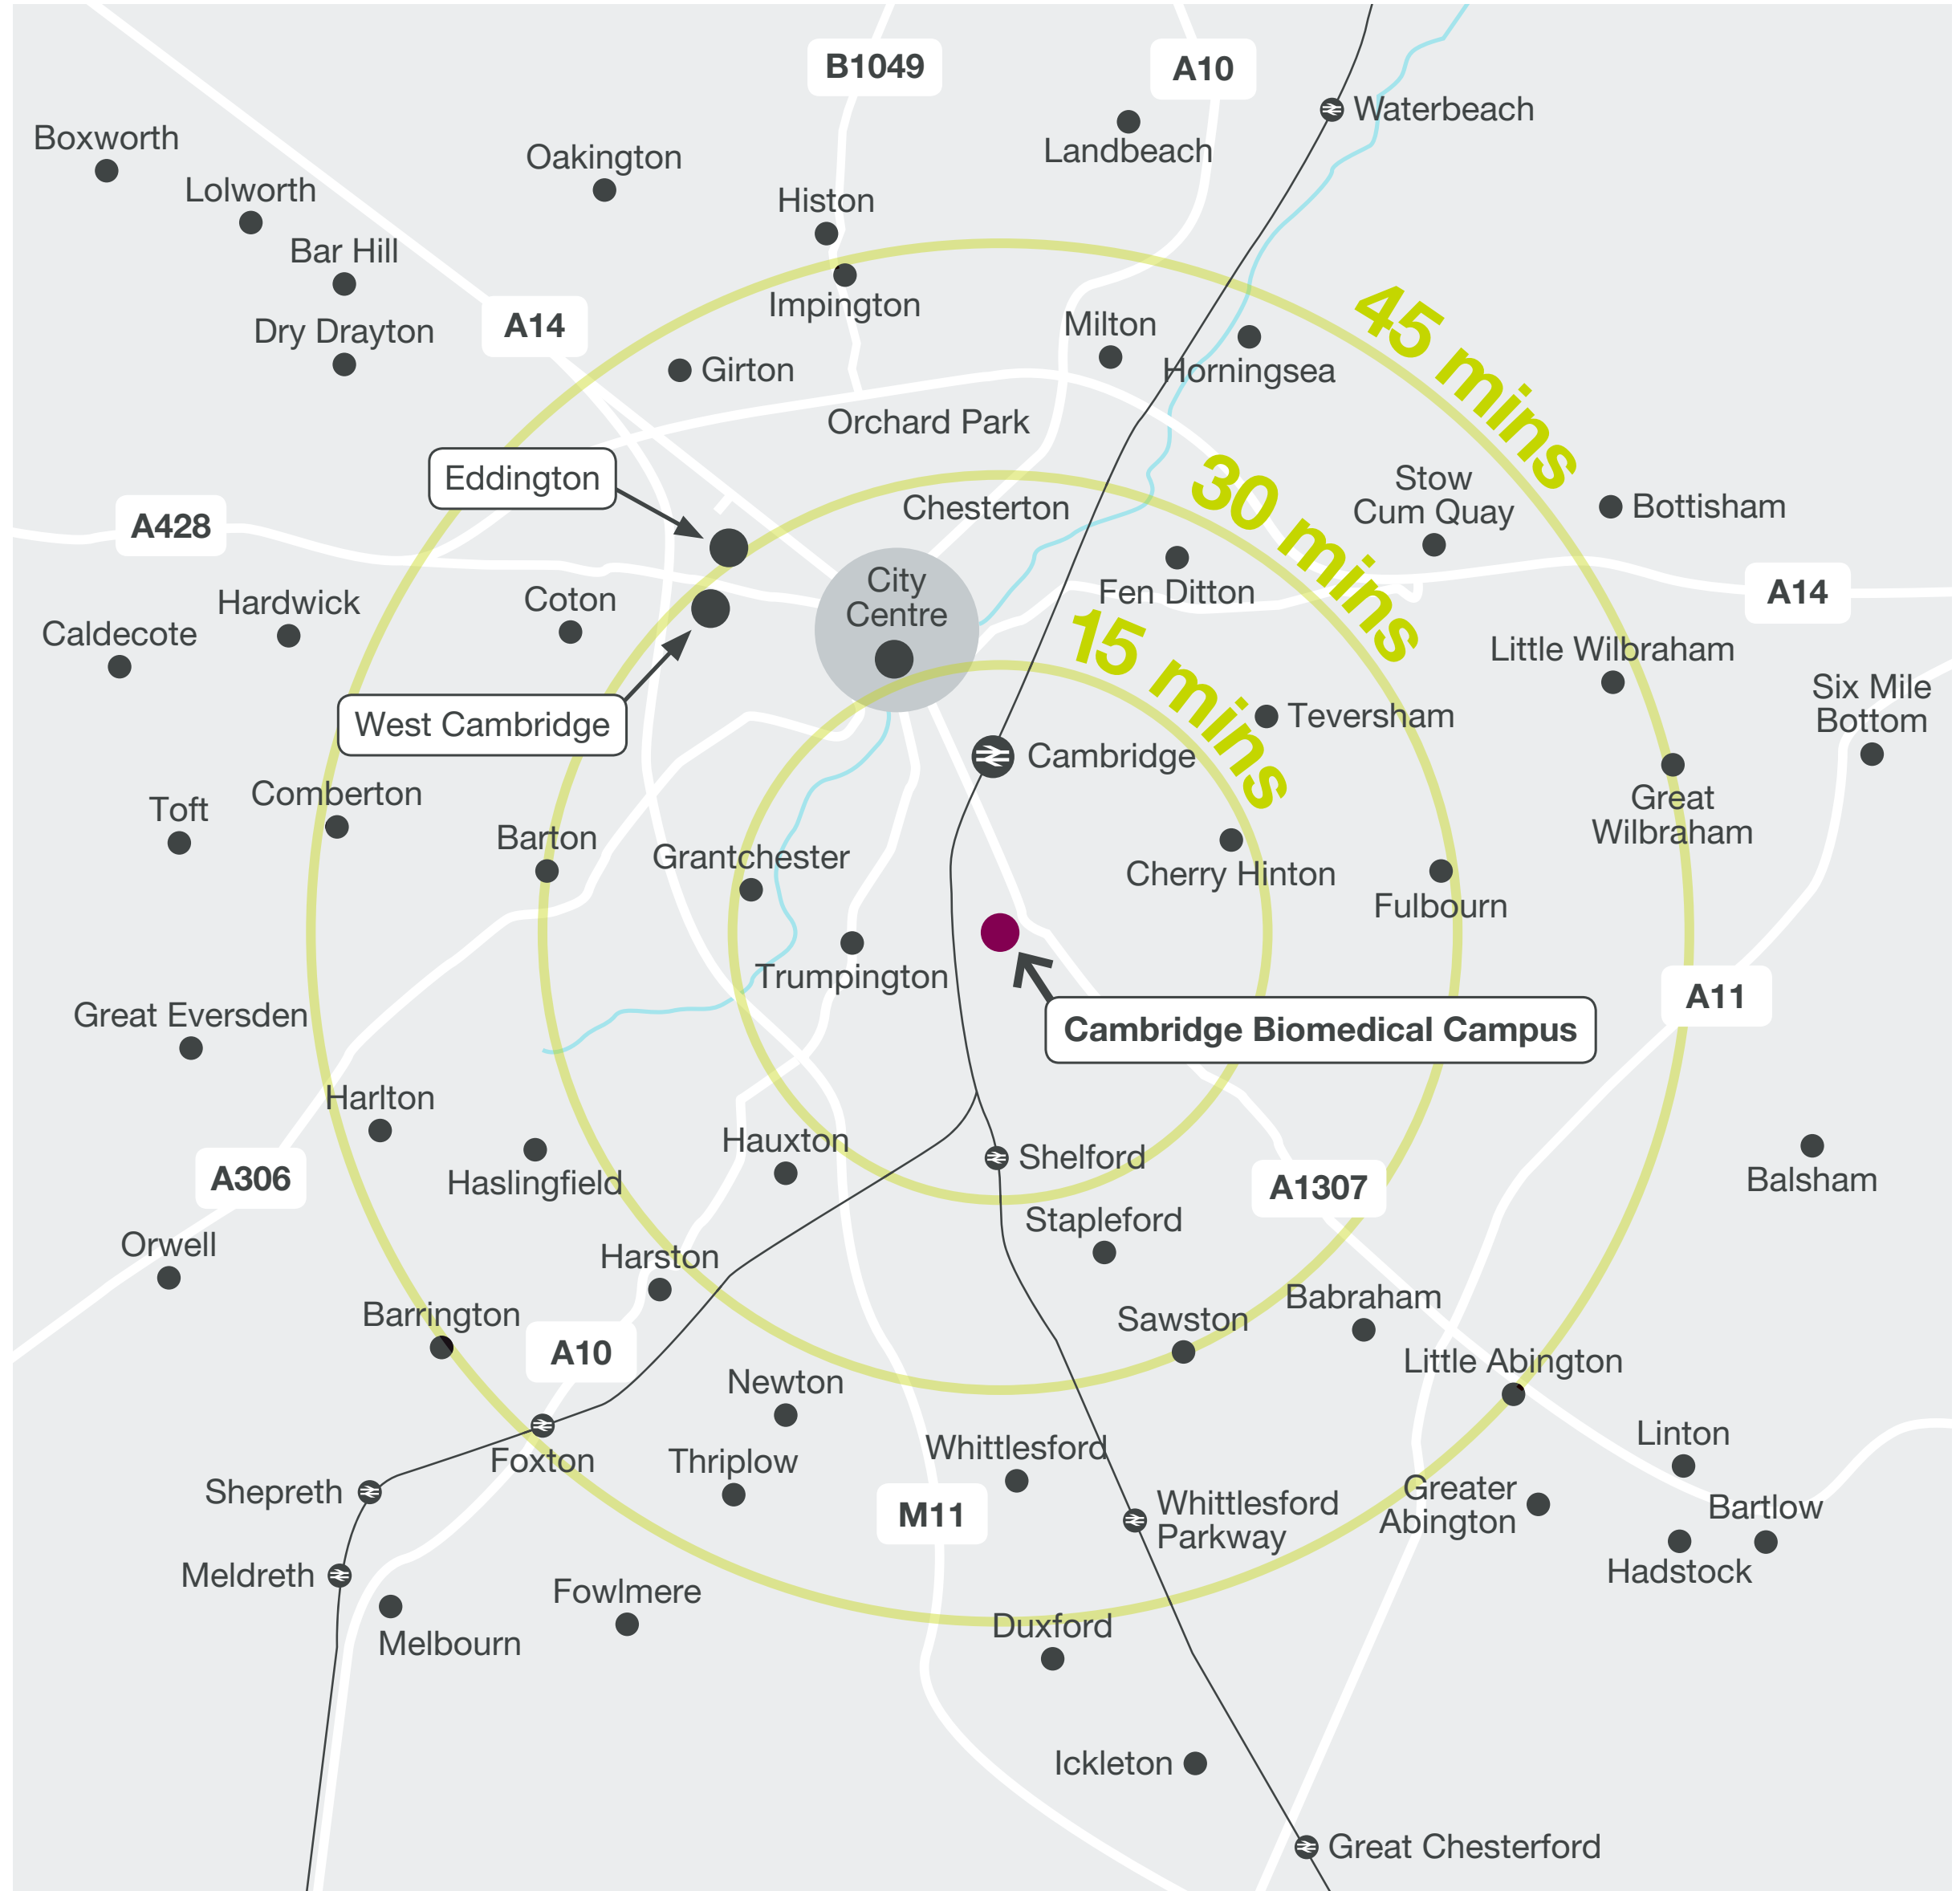 B1049
A10
Waterbeach
Boxworth
Landbeach
Oakington
Lolworth
Histon
Bar Hill
Impington
Milton
A14
Dry Drayton
45 mins
Girton
Horningsea
Orchard Park
Eddington
Stow
Cum Quay
Chesterton
Bottisham
A428
30 mins
City
Centre
Fen Ditton
A14
Hardwick
Coton
Caldecote
15 mins
Little Wilbraham
Six Mile
Bottom
West Cambridge
Teversham
Cambridge
Comberton
Toft
Great
Wilbraham
Barton
Grantchester
Cherry Hinton
Fulbourn
Trumpington
A11
Great Eversden
Cambridge Biomedical Campus
Harlton
Hauxton
Shelford
A306
Haslingfield
A1307
Balsham
Stapleford
Orwell
Harston
Babraham
Barrington
Sawston
A10
Little Abington
Newton
Linton
Whittlesford
Foxton
Thriplow
Shepreth
Greater
Abington
M11
Whittlesford
Parkway
Bartlow
Hadstock
Meldreth
Fowlmere
Duxford
Melbourn
Ickleton
Great Chesterford